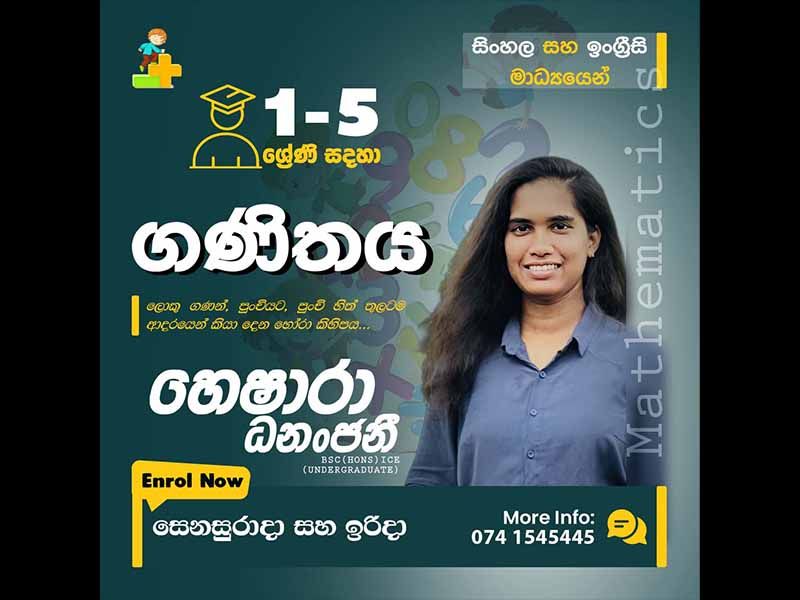 සිංහල සහ ඉංග්‍රීසි
මාධ්‍යයෙන්
1-5
ශ්‍රේණි සඳහා
ගණිතය
ලොකු ගණන්, පුංචියට, පුංචි හිත් තුලටම
ආදරයෙන් කියා දෙන හෝරා කිහිපය...
Mathematics
හෙෂාරා
ධනංජනී
BSC(HONS)ICE
(UNDERGRADUATE)
Enrol Now
සෙනසුරාදා සහ ඉරිදා
More Info:
074 1545445